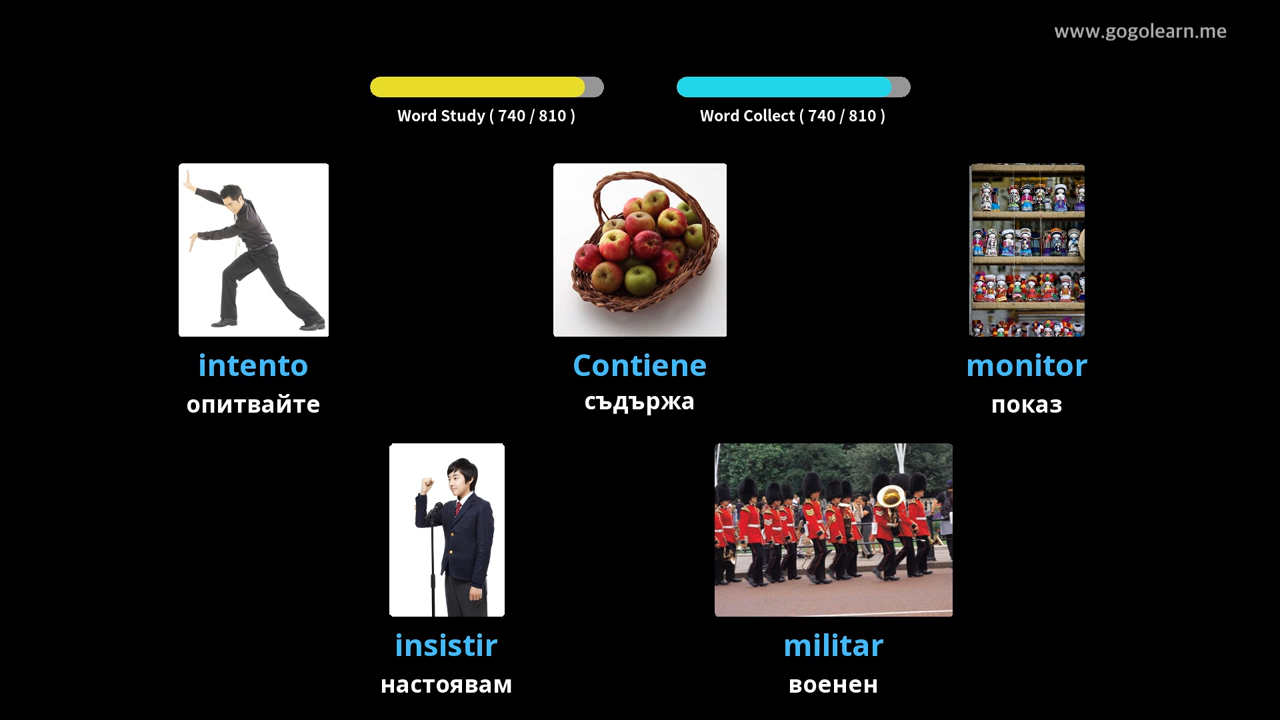 www.gogolearn.me
Word Study ( 740 / 810 )
Word Collect ( 740 / 810 )
intento
Contiene
monitor
опитвайте
съдържа
показ
insistir
militar
настоявам
военен